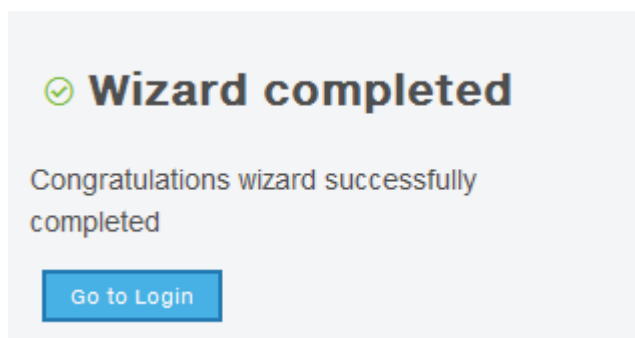 Wizard completed
Congratulations wizard successfully
completed
Go to Login